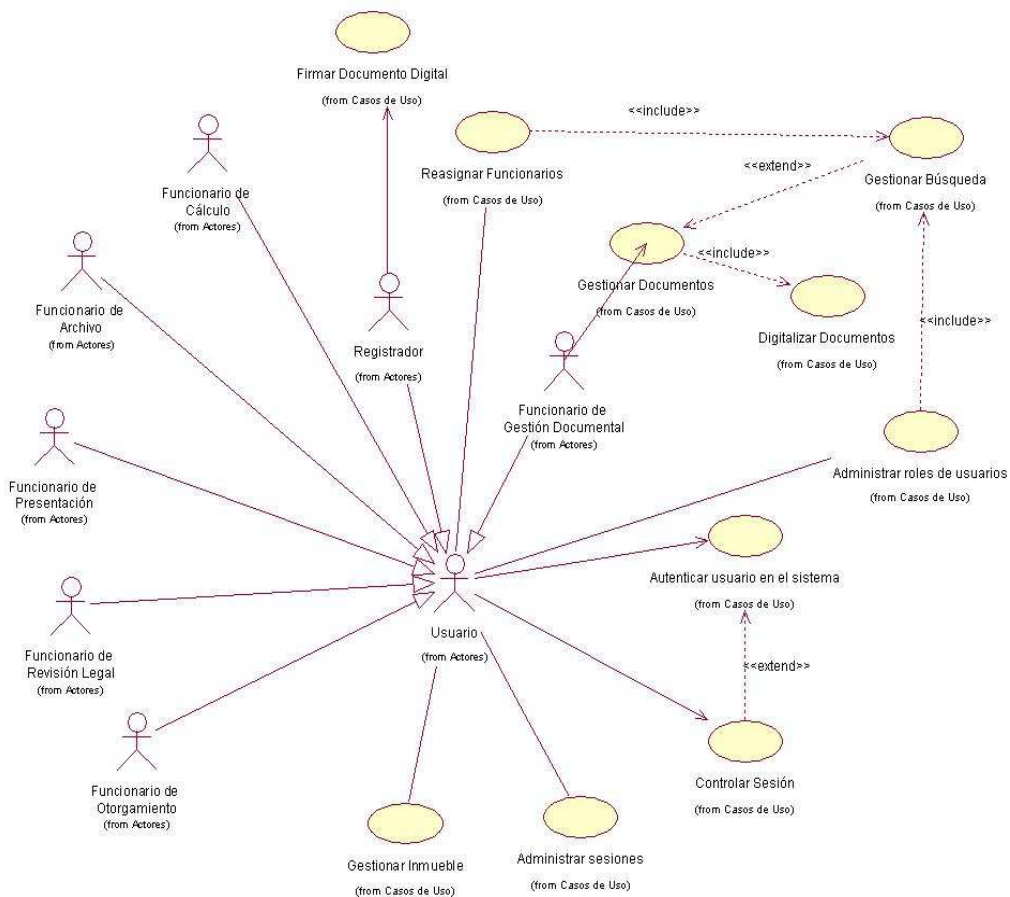 Firmar Documento Digital
(from Casos de Uso)
<<include>>
Reasignar Funcionarios
(from Casos de Uso)
<<extend>>
Gestionar Búsqueda
(from Casos de Uso)
Funcionario de
Cálculo
(from Actores)
Funcionario de
Archivo
(from Actores)
Gestionar Documentos
(from Casos de Uso)
<<include>>
Digitalizar Documentos
(from Casos de Uso)
<<include>>
Registrador
(from Actores)
Funcionario de
Gestión Documental
(from Actores)
Administrar roles de usuarios
(from Casos de Uso)
Funcionario de
Presentación
(from Actores)
Autenticar usuario en el sistema
(from Casos de Uso)
Usuario
(from Actores)
Funcionario de
Revisión Legal
(from Actores)
<<extend>>
Funcionario de
Otorgamiento
(from Actores)
Controlar Sesión
(from Casos de Uso)
Gestionar Inmueble
(from Casos de Uso)
Administrar sesiones
(from Casos de Uso)